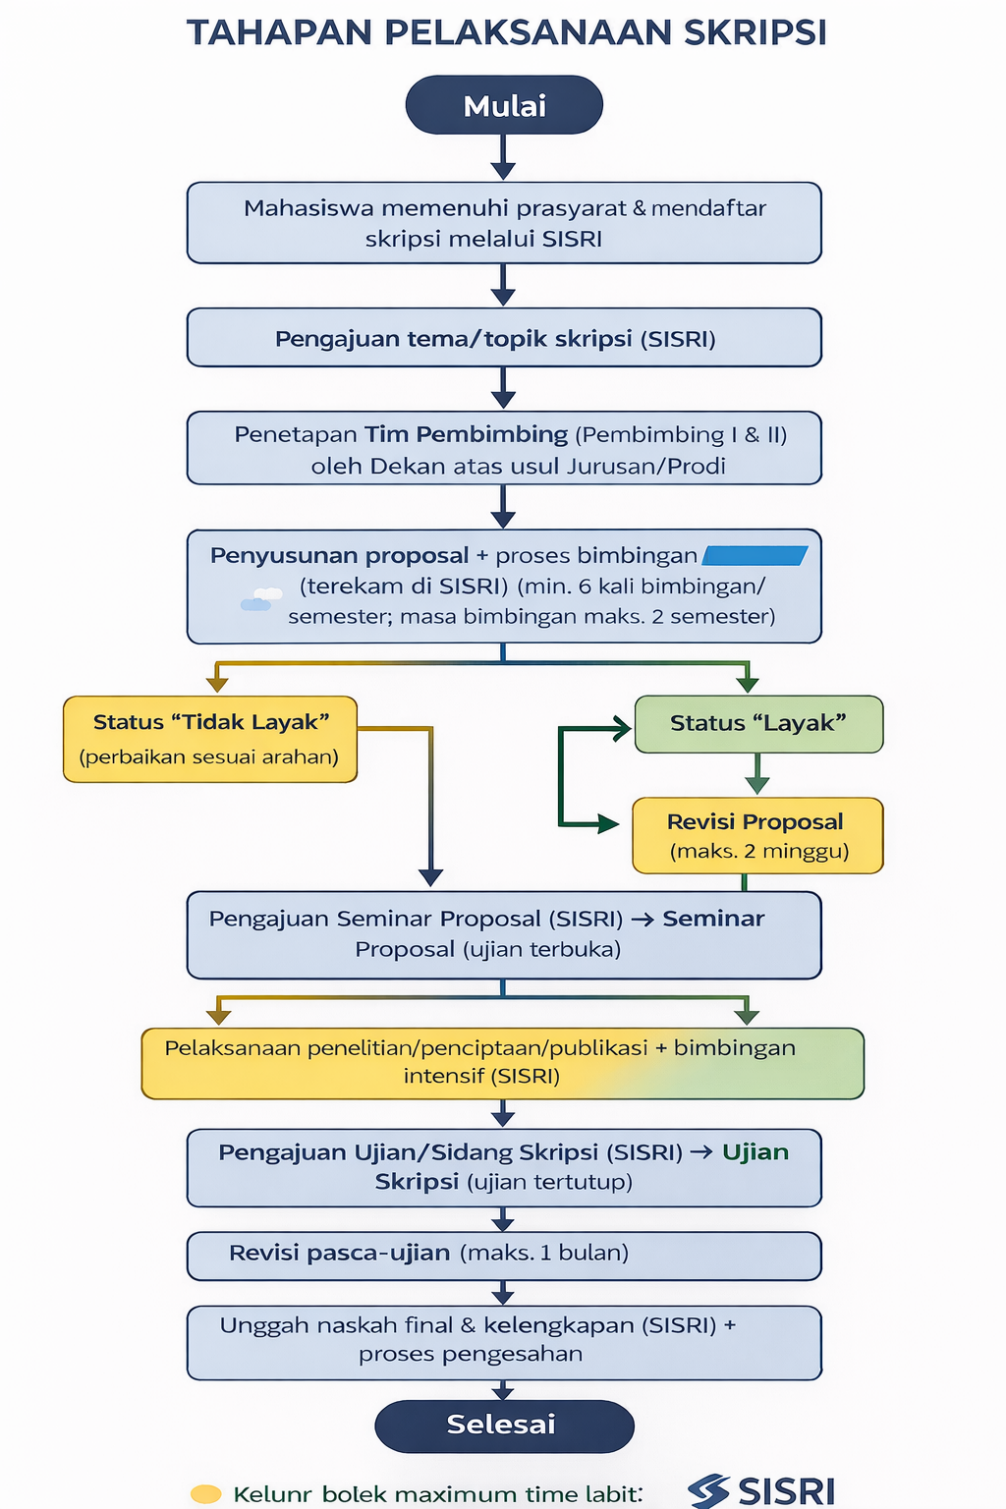 TAHAPAN PELAKSANAAN SKRIPSI
Mulai
Mahasiswa memenuhi prasyarat & mendaftar
skripsi melalui SISRI
Pengajuan tema/topik skripsi (SISRI)
Penetapan Tim Pembimbing (Pembimbing I & II)
oleh Dekan atas usul Jurusan/Prodi
Penyusunan proposal + proses bimbingan
(terekam di SISRI) (min. 6 kali bimbingan/
semester; masa bimbingan maks. 2 semester)
Status “Tidak Layak”
(perbaikan sesuai arahan)
Status “Layak”
Revisi Proposal
(maks. 2 minggu)
Pengajuan Seminar Proposal (SISRI) → Seminar
Proposal (ujian terbuka)
Pelaksanaan penelitian/penciptaan/publikasi + bimbingan
intensif (SISRI)
Pengajuan Ujian/Sidang Skripsi (SISRI) → Ujian
Skripsi (ujian tertutup)
Revisi pasca-ujian (maks. 1 bulan)
Unggah naskah final & kelengkapan (SISRI) +
proses pengesahan
Selesai
Kelunr bolek maximum time labit:
SISRI